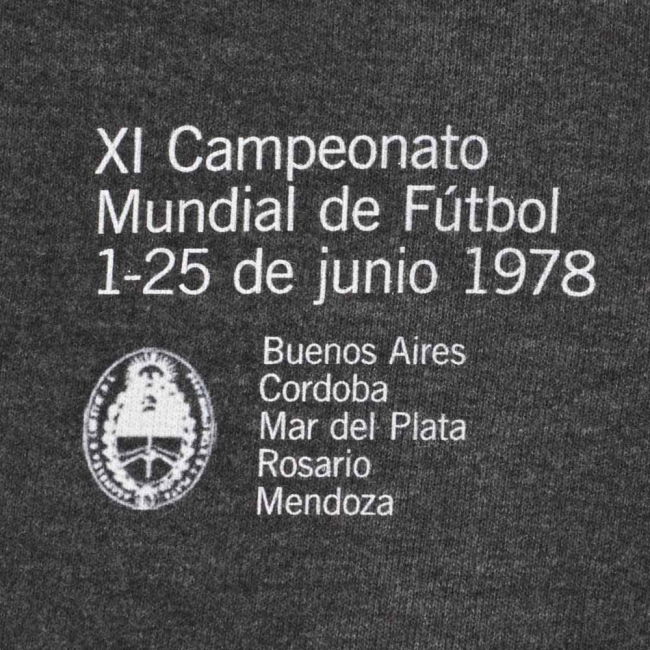 XI Campeonato
Mundial de Fútbol
1-25 de junio 1978
Buenos Aires
Cordoba
Mar del Plata
Rosario
Mendoza